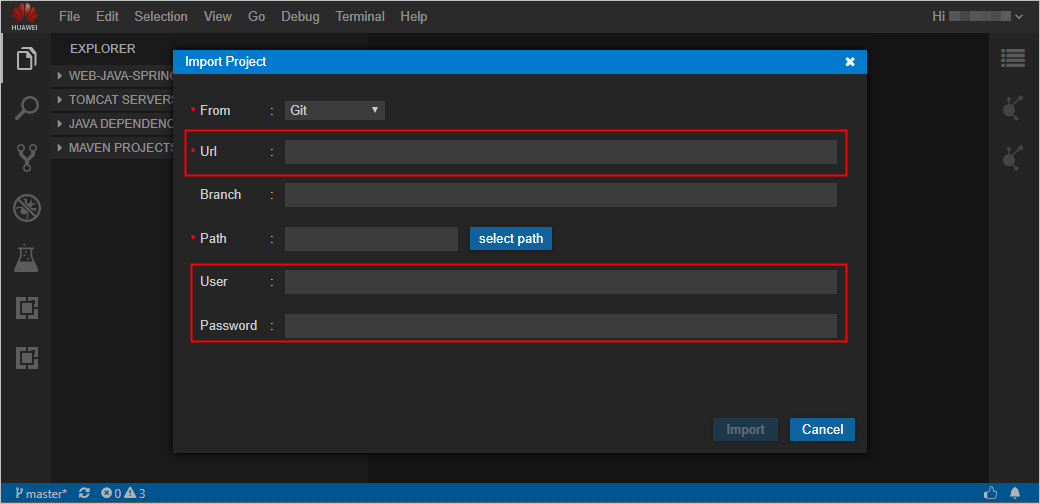 HUAWEI
File Edit Selection View Go Debug Terminal Help
Hi
EXPLORER
WEB-JAVA-SPRING
TOMCAT SERVERS
JAVA DEPENDENC
MAVEN PROJECTS
Import Project
* From : Git
* Url :
Branch :
* Path : select path
User :
Password :
Import Cancel
master* 0 3